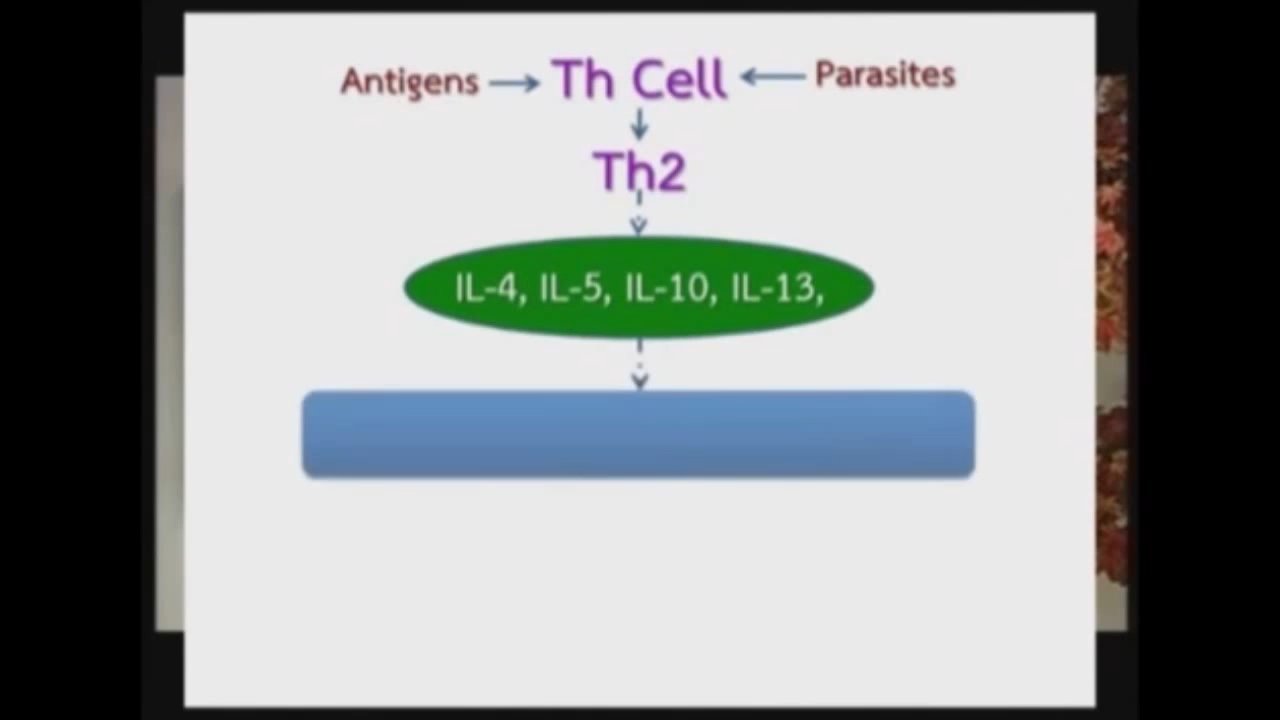 Antigens Th Cell Parasites
Th2
IL-4, IL-5, IL-10, IL-13,